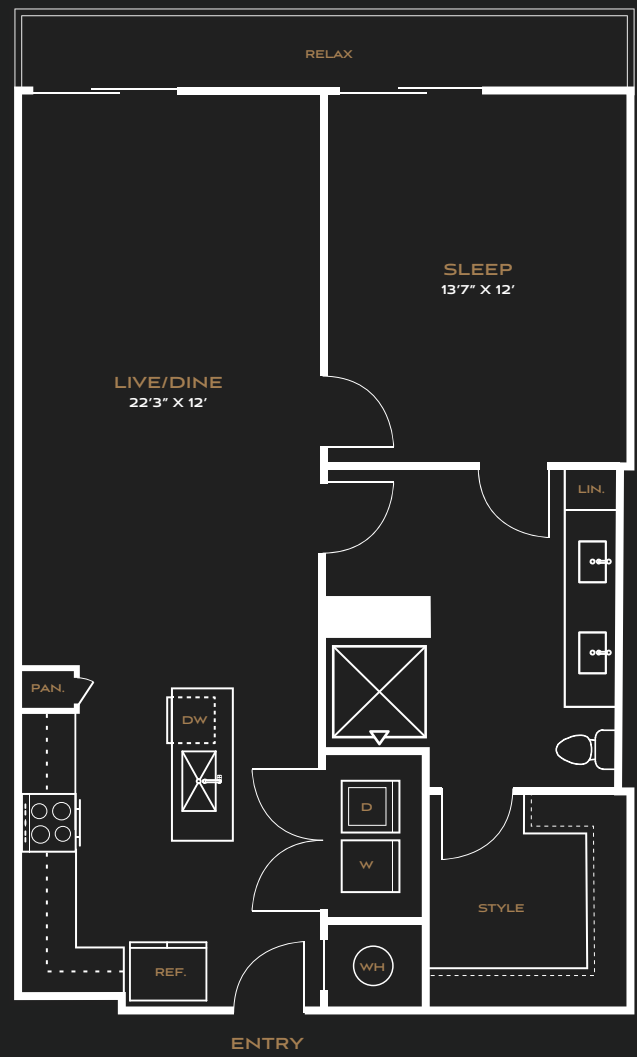 RELAX
SLEEP
13'7" X 12'
LIVE/DINE
22'3" X 12'
LIN.
PAN.
DW
D
W
STYLE
REF.
WH
ENTRY